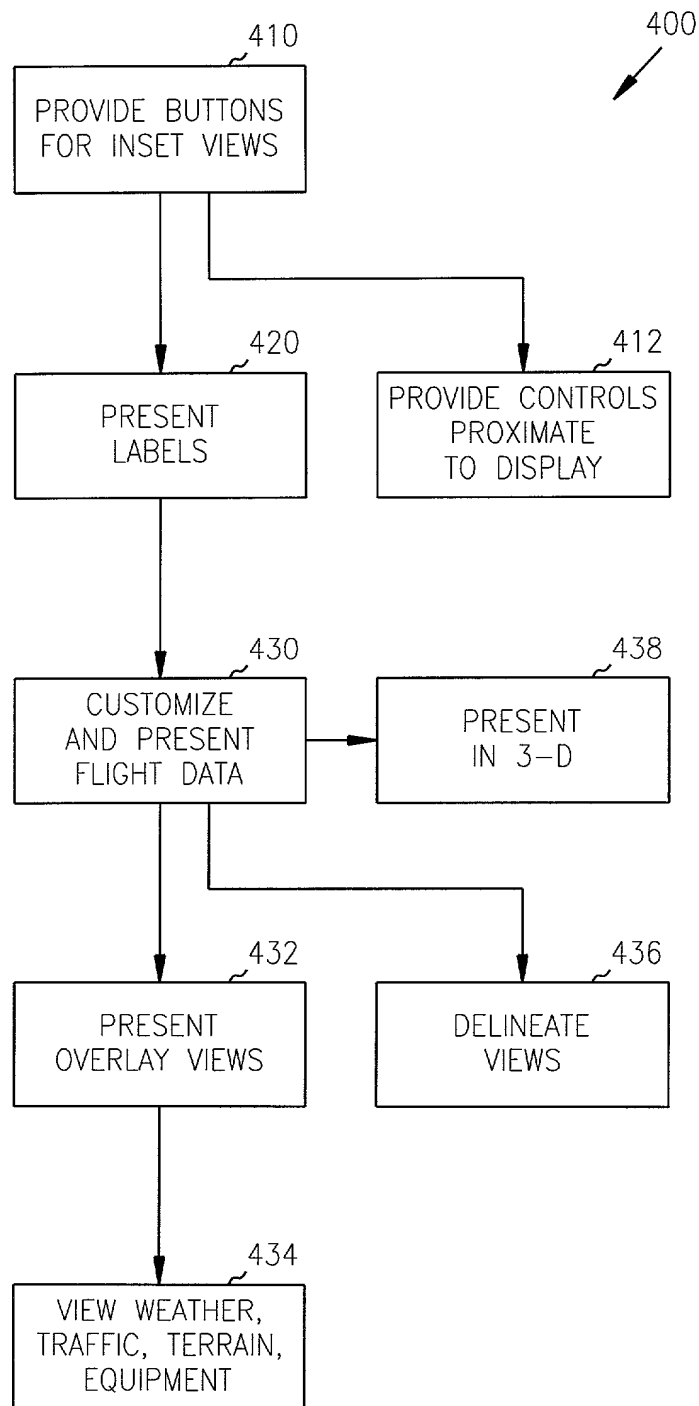 400
410
PROVIDE BUTTONS
FOR INSET VIEWS
420
PRESENT
LABELS
412
PROVIDE CONTROLS
PROXIMATE
TO DISPLAY
430
CUSTOMIZE
AND PRESENT
FLIGHT DATA
438
PRESENT
IN 3-D
432
PRESENT
OVERLAY VIEWS
436
DELINEATE
VIEWS
434
VIEW WEATHER,
TRAFFIC, TERRAIN,
EQUIPMENT